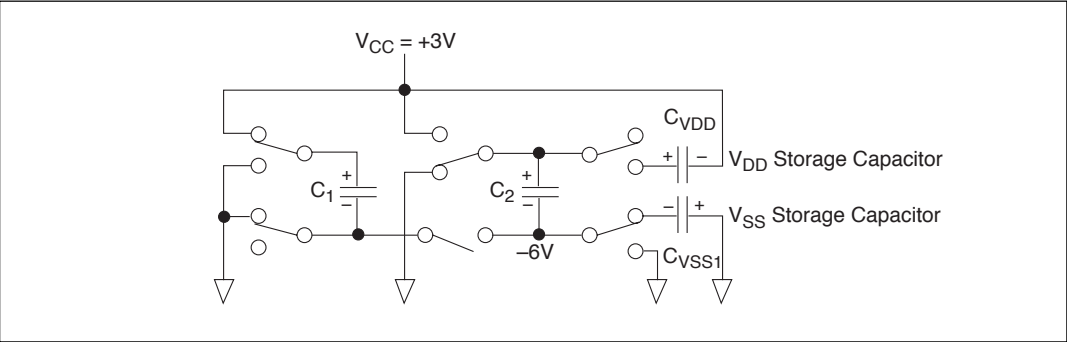 V_CC = +3V
C_VDD
+ – V_DD Storage Capacitor
+ +
C_1 C_2
– –
– + V_SS Storage Capacitor
–6V
C_VSS1